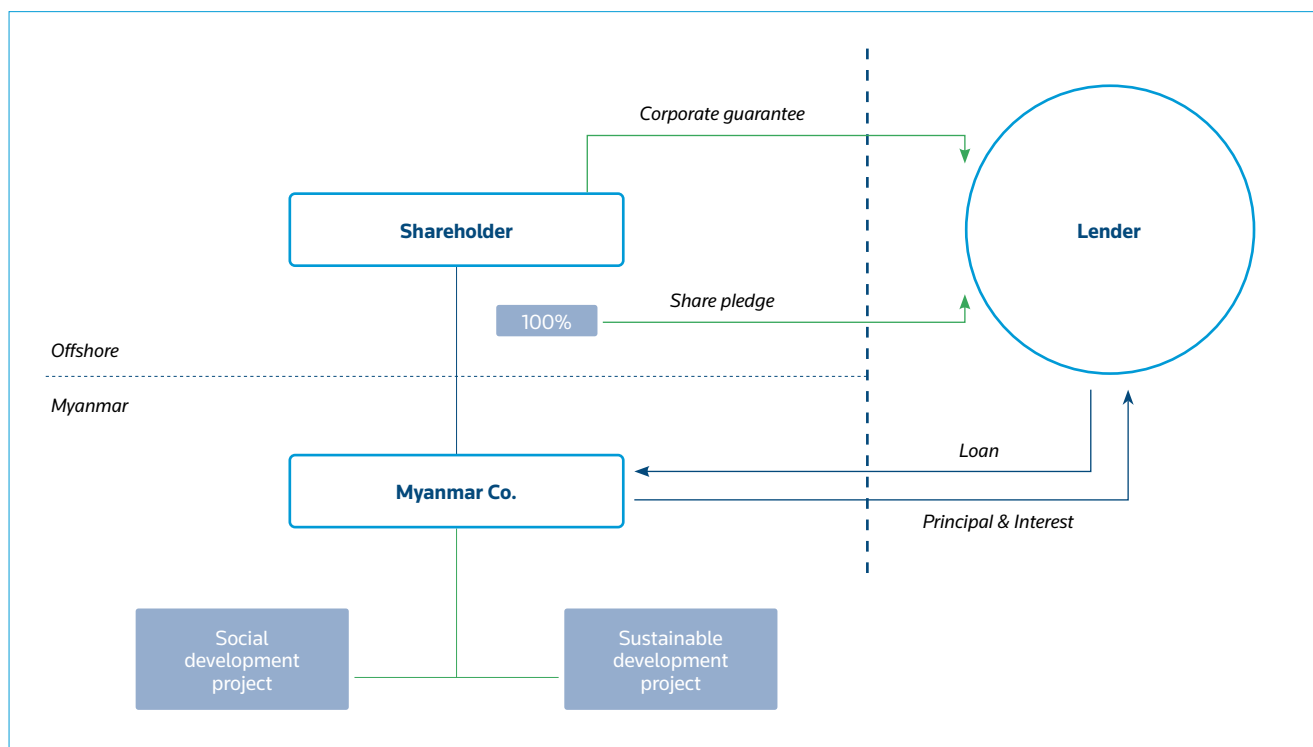 Corporate guarantee
Shareholder
Lender
Share pledge
100%
Offshore
Myanmar
Loan
Myanmar Co.
Principal & Interest
Social
development
project
Sustainable
development
project